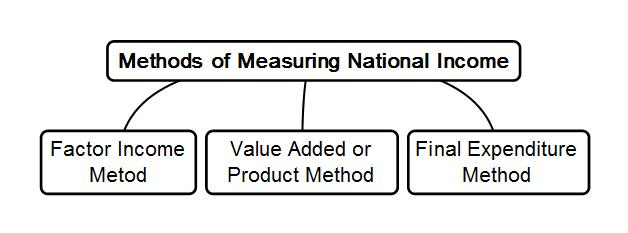 Methods of Measuring National Income
Factor Income
Metod
Value Added or
Product Method
Final Expenditure
Method